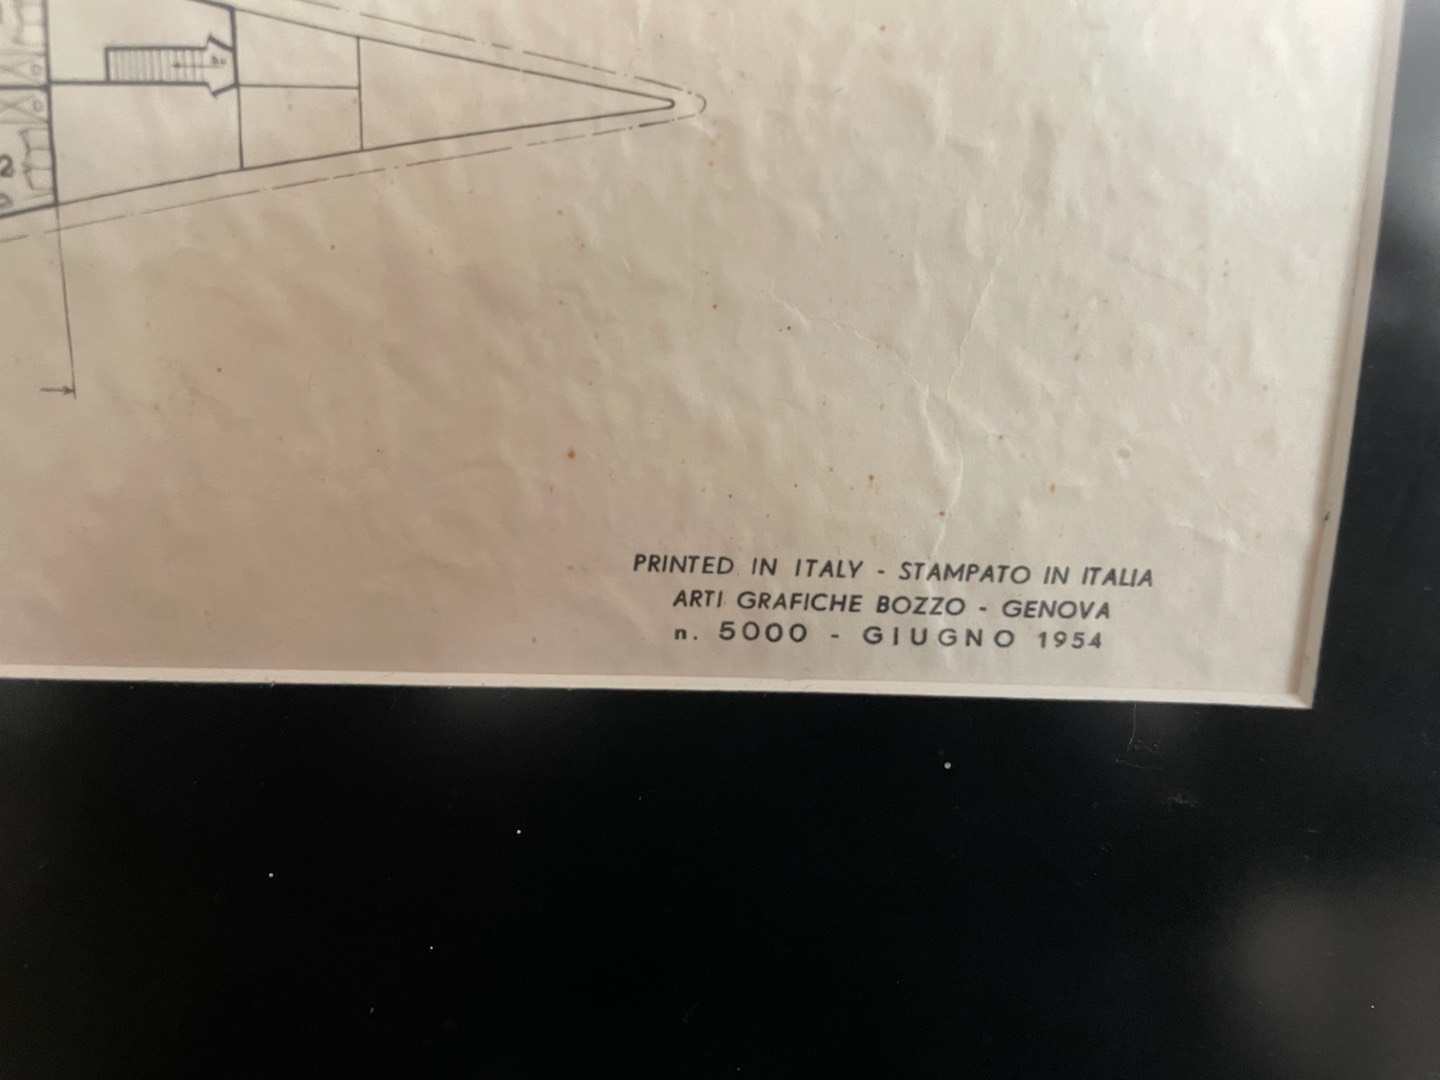 PRINTED IN ITALY - STAMPATO IN ITALIA
ARTI GRAFICHE BOZZO - GENOVA
n. 5000 - GIUGNO 1954